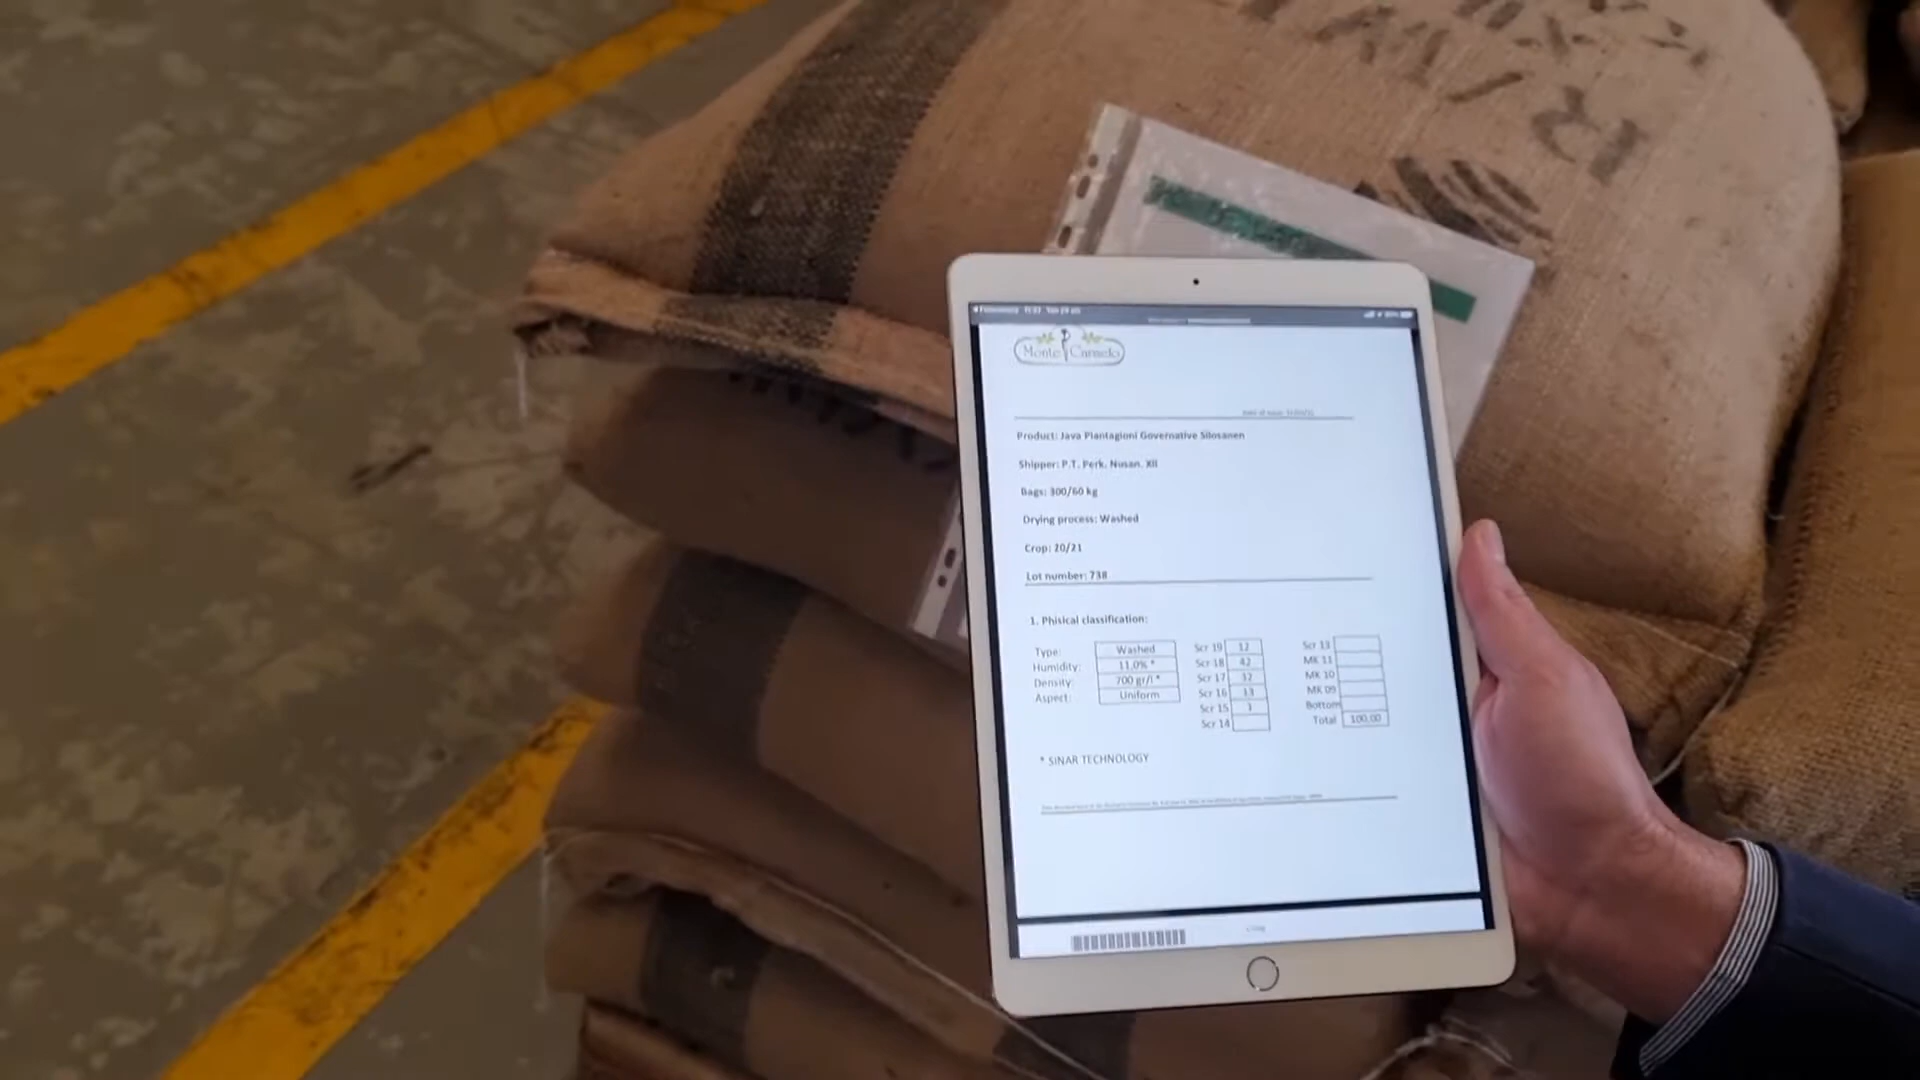 Monte Carmelo
Product: Java Plantagioni Governative Silosanen
Shipper: P.T. Perk. Nusan. XII
Bags: 300/60 kg
Drying process: Washed
Crop: 20/21
Lot number: 738
1. Phisical classification:
Type: Washed
Humidity: 11,0% *
Density: 700 gr/l *
Aspect: Uniform
Scr 19 12
Scr 18 42
Scr 17 32
Scr 16 13
Scr 15 1
Scr 14
Scr 13
MK 11
MK 10
MK 09
Bottom
Total 100,00
* SINAR TECHNOLOGY